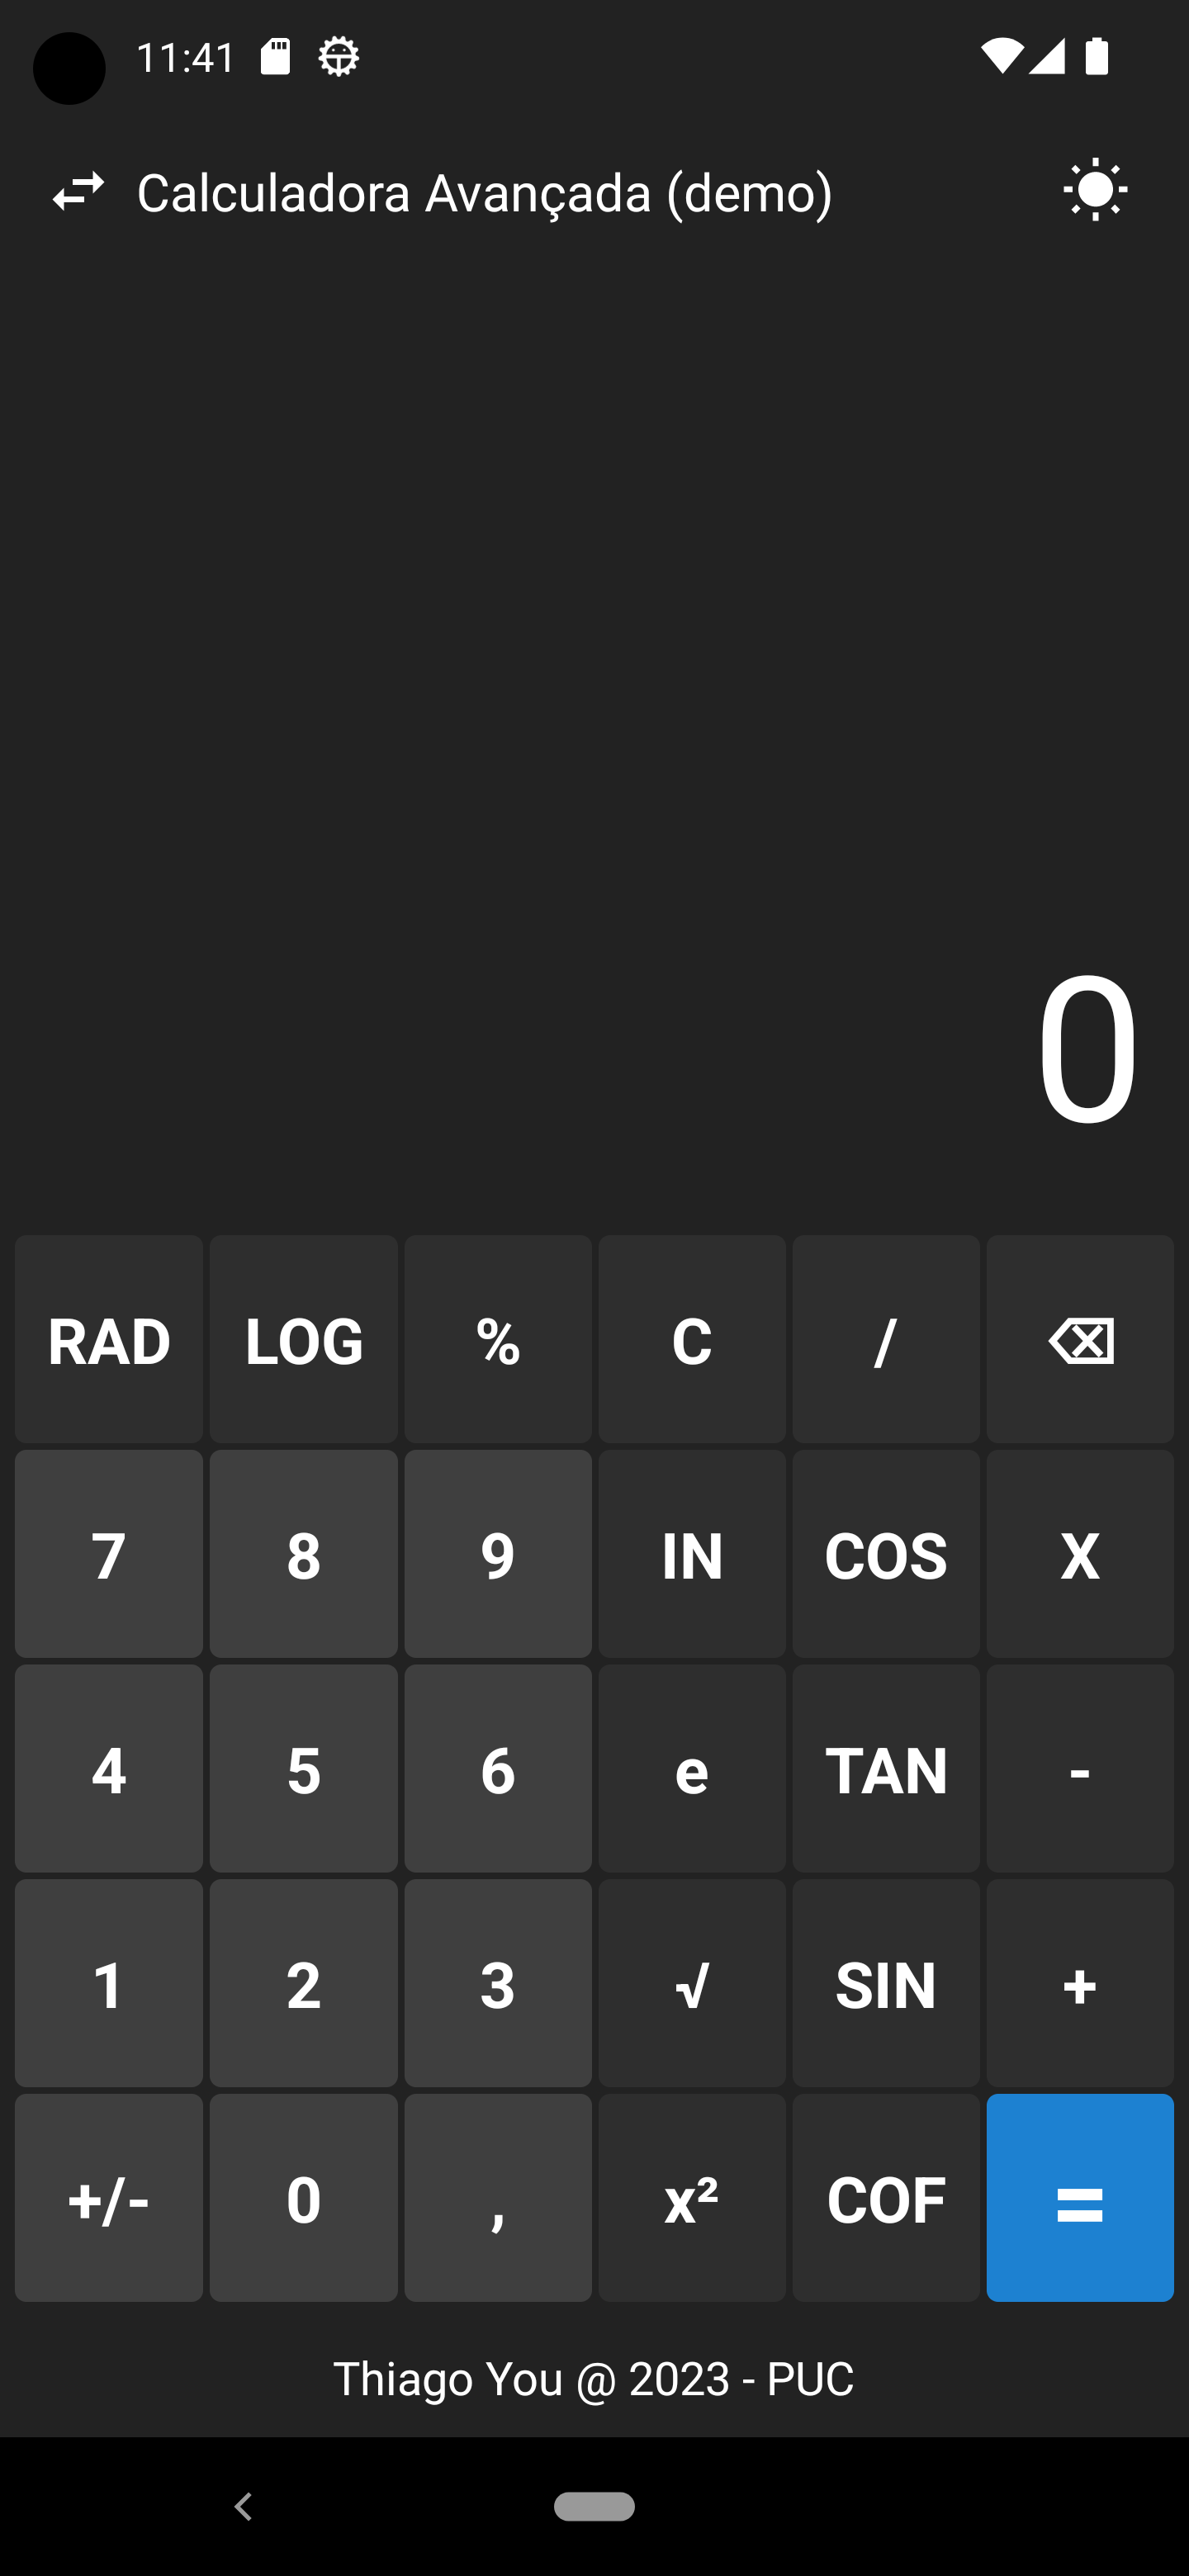 11:41
Calculadora Avançada (demo)
0
RAD LOG % C /
7 8 9 IN COS X
4 5 6 e TAN -
1 2 3 √ SIN +
+/- 0 , x² COF =
Thiago You @ 2023 - PUC